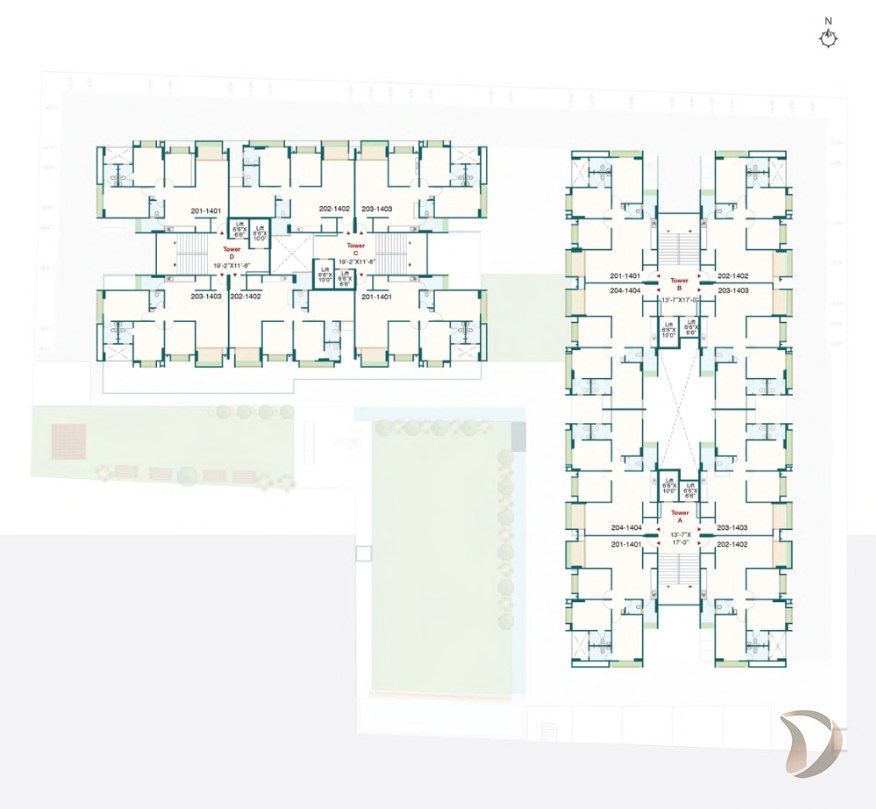 N
201-1401
202-1402
203-1403
Lift
6'6"X
6'6"
Lift
6'6"X
10'0"
Tower
D
19'-2"X11'-6"
Tower
C
19'-2"X11'-6"
Lift
6'6"X
10'0"
Lift
6'6"X
6'6"
203-1403
202-1402
201-1401
201-1401
Tower
B
202-1402
204-1404
203-1403
13'-7"X17'-0"
Lift
6'6"X
10'0"
Lift
6'6"X
6'6"
Lift
6'6"X
10'0"
Lift
6'6"X
6'6"
Tower
A
204-1404
203-1403
13'-7"X
17'-0"
201-1401
202-1402